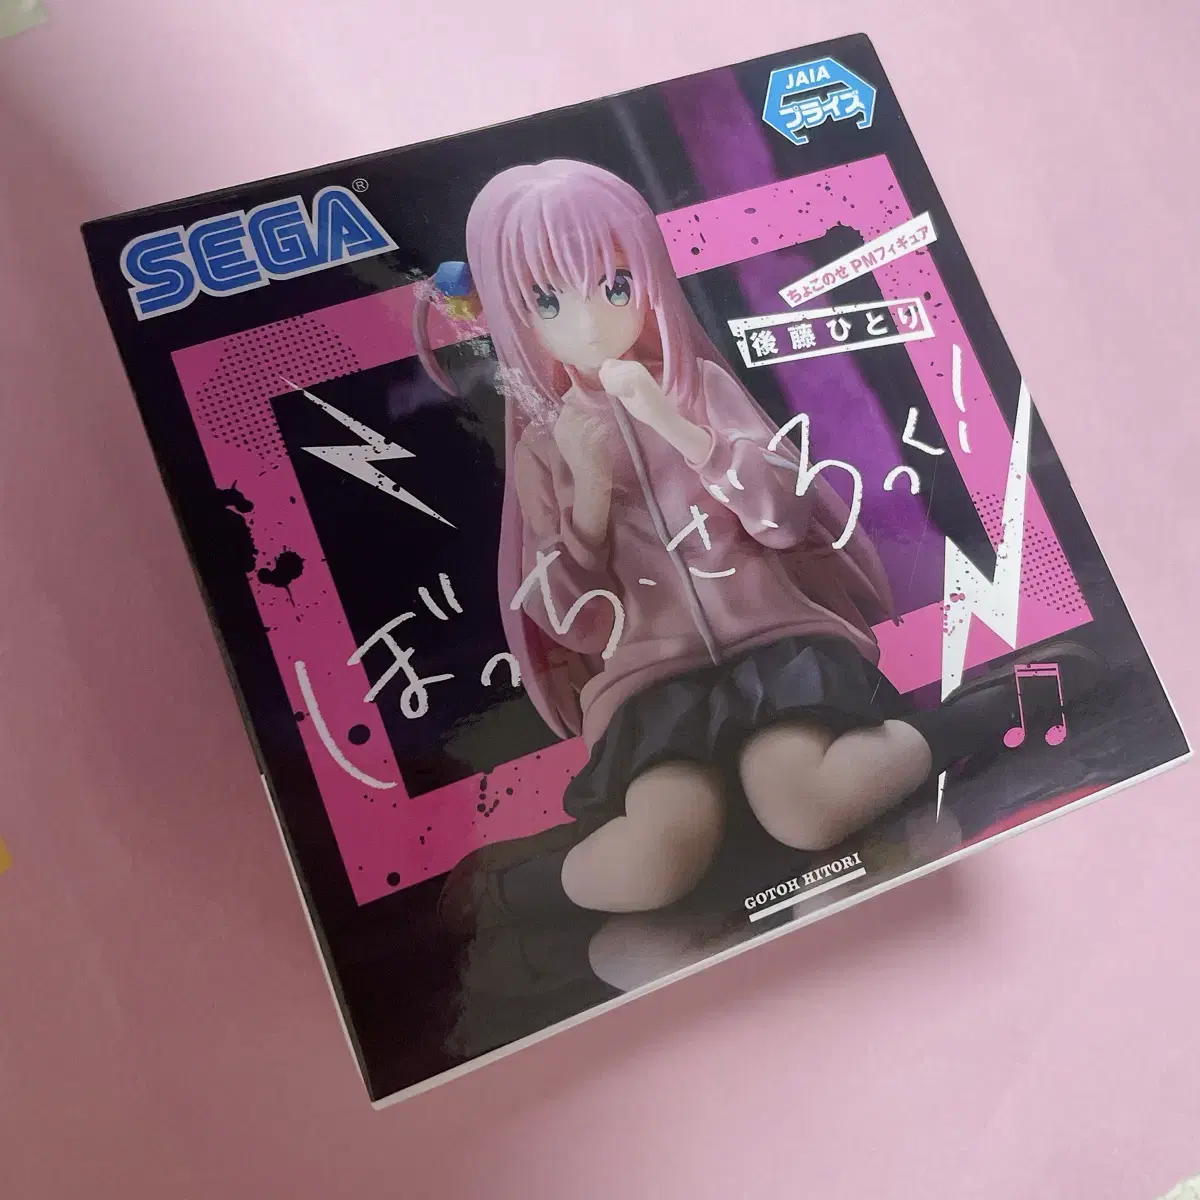 JAIA
プライズ
SEGA®
ちょこのせ PMフィギュア
後藤ひとり
ぼっち・ざ・ろっく!
GOTOH HITORI